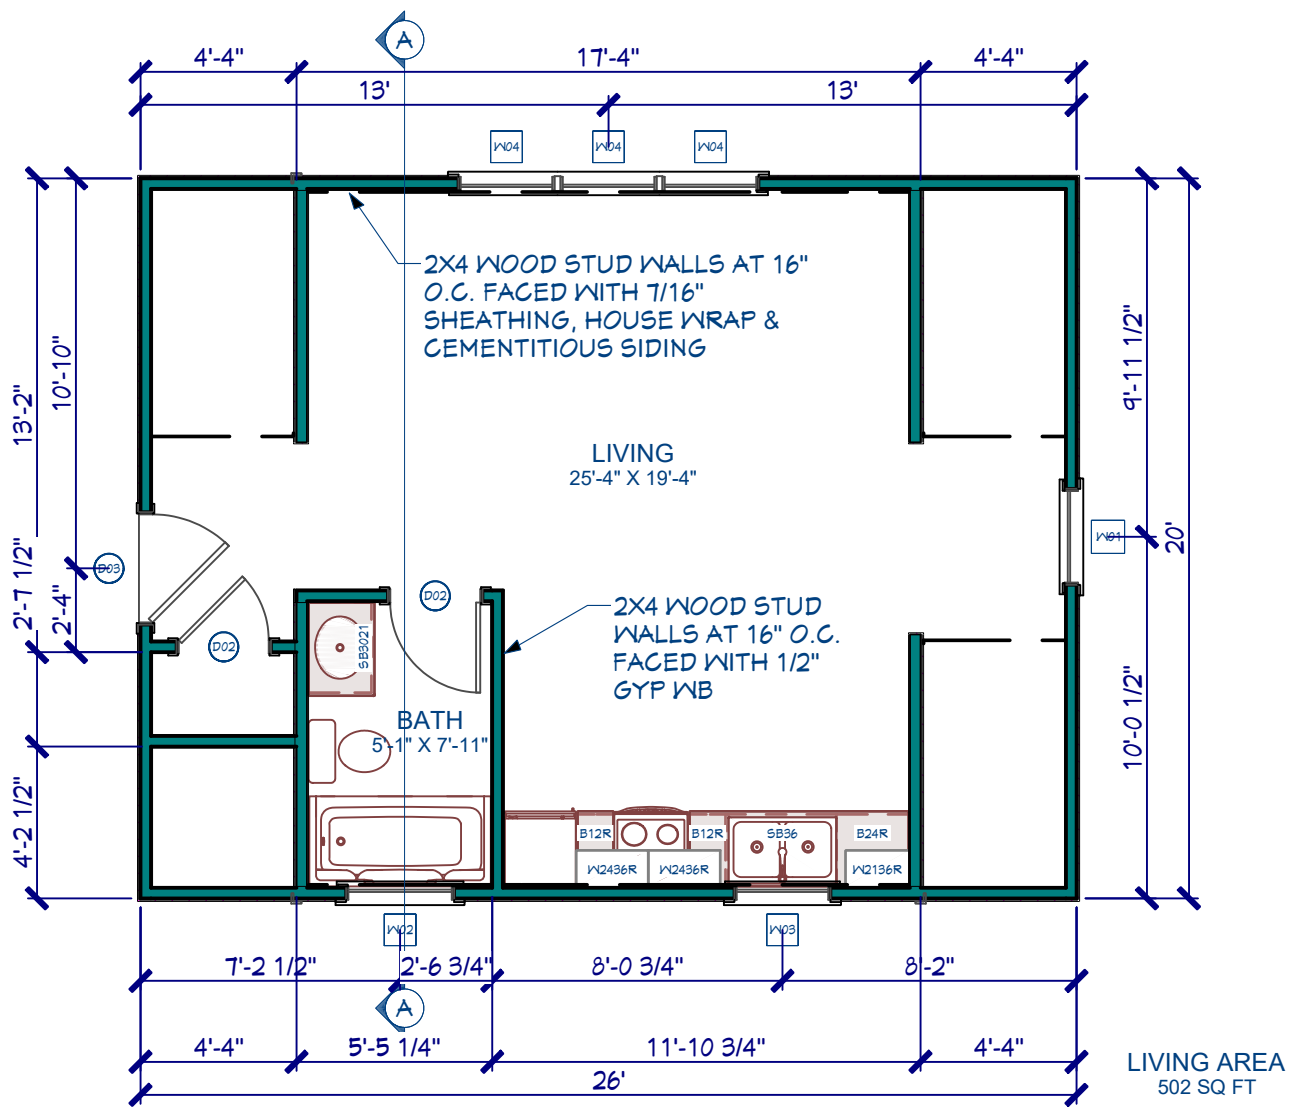 A
4'-4"
17'-4"
4'-4"
13'
13'
W04
W04
W04
2X4 WOOD STUD WALLS AT 16"
O.C. FACED WITH 7/16"
SHEATHING, HOUSE WRAP &
CEMENTITIOUS SIDING
13'-2"
10'-10"
9'-11 1/2"
20'
LIVING
25'-4" X 19'-4"
W01
D03
D02
D02
2'-7 1/2"
2'-4"
SB3021
2X4 WOOD STUD
WALLS AT 16" O.C.
FACED WITH 1/2"
GYP WB
BATH
5'-1" X 7'-11"
10'-0 1/2"
4'-2 1/2"
B12R
B12R
SB36
B24R
W2436R
W2436R
W2136R
W02
W03
7'-2 1/2"
2'-6 3/4"
8'-0 3/4"
8'-2"
A
4'-4"
5'-5 1/4"
11'-10 3/4"
4'-4"
26'
LIVING AREA
502 SQ FT